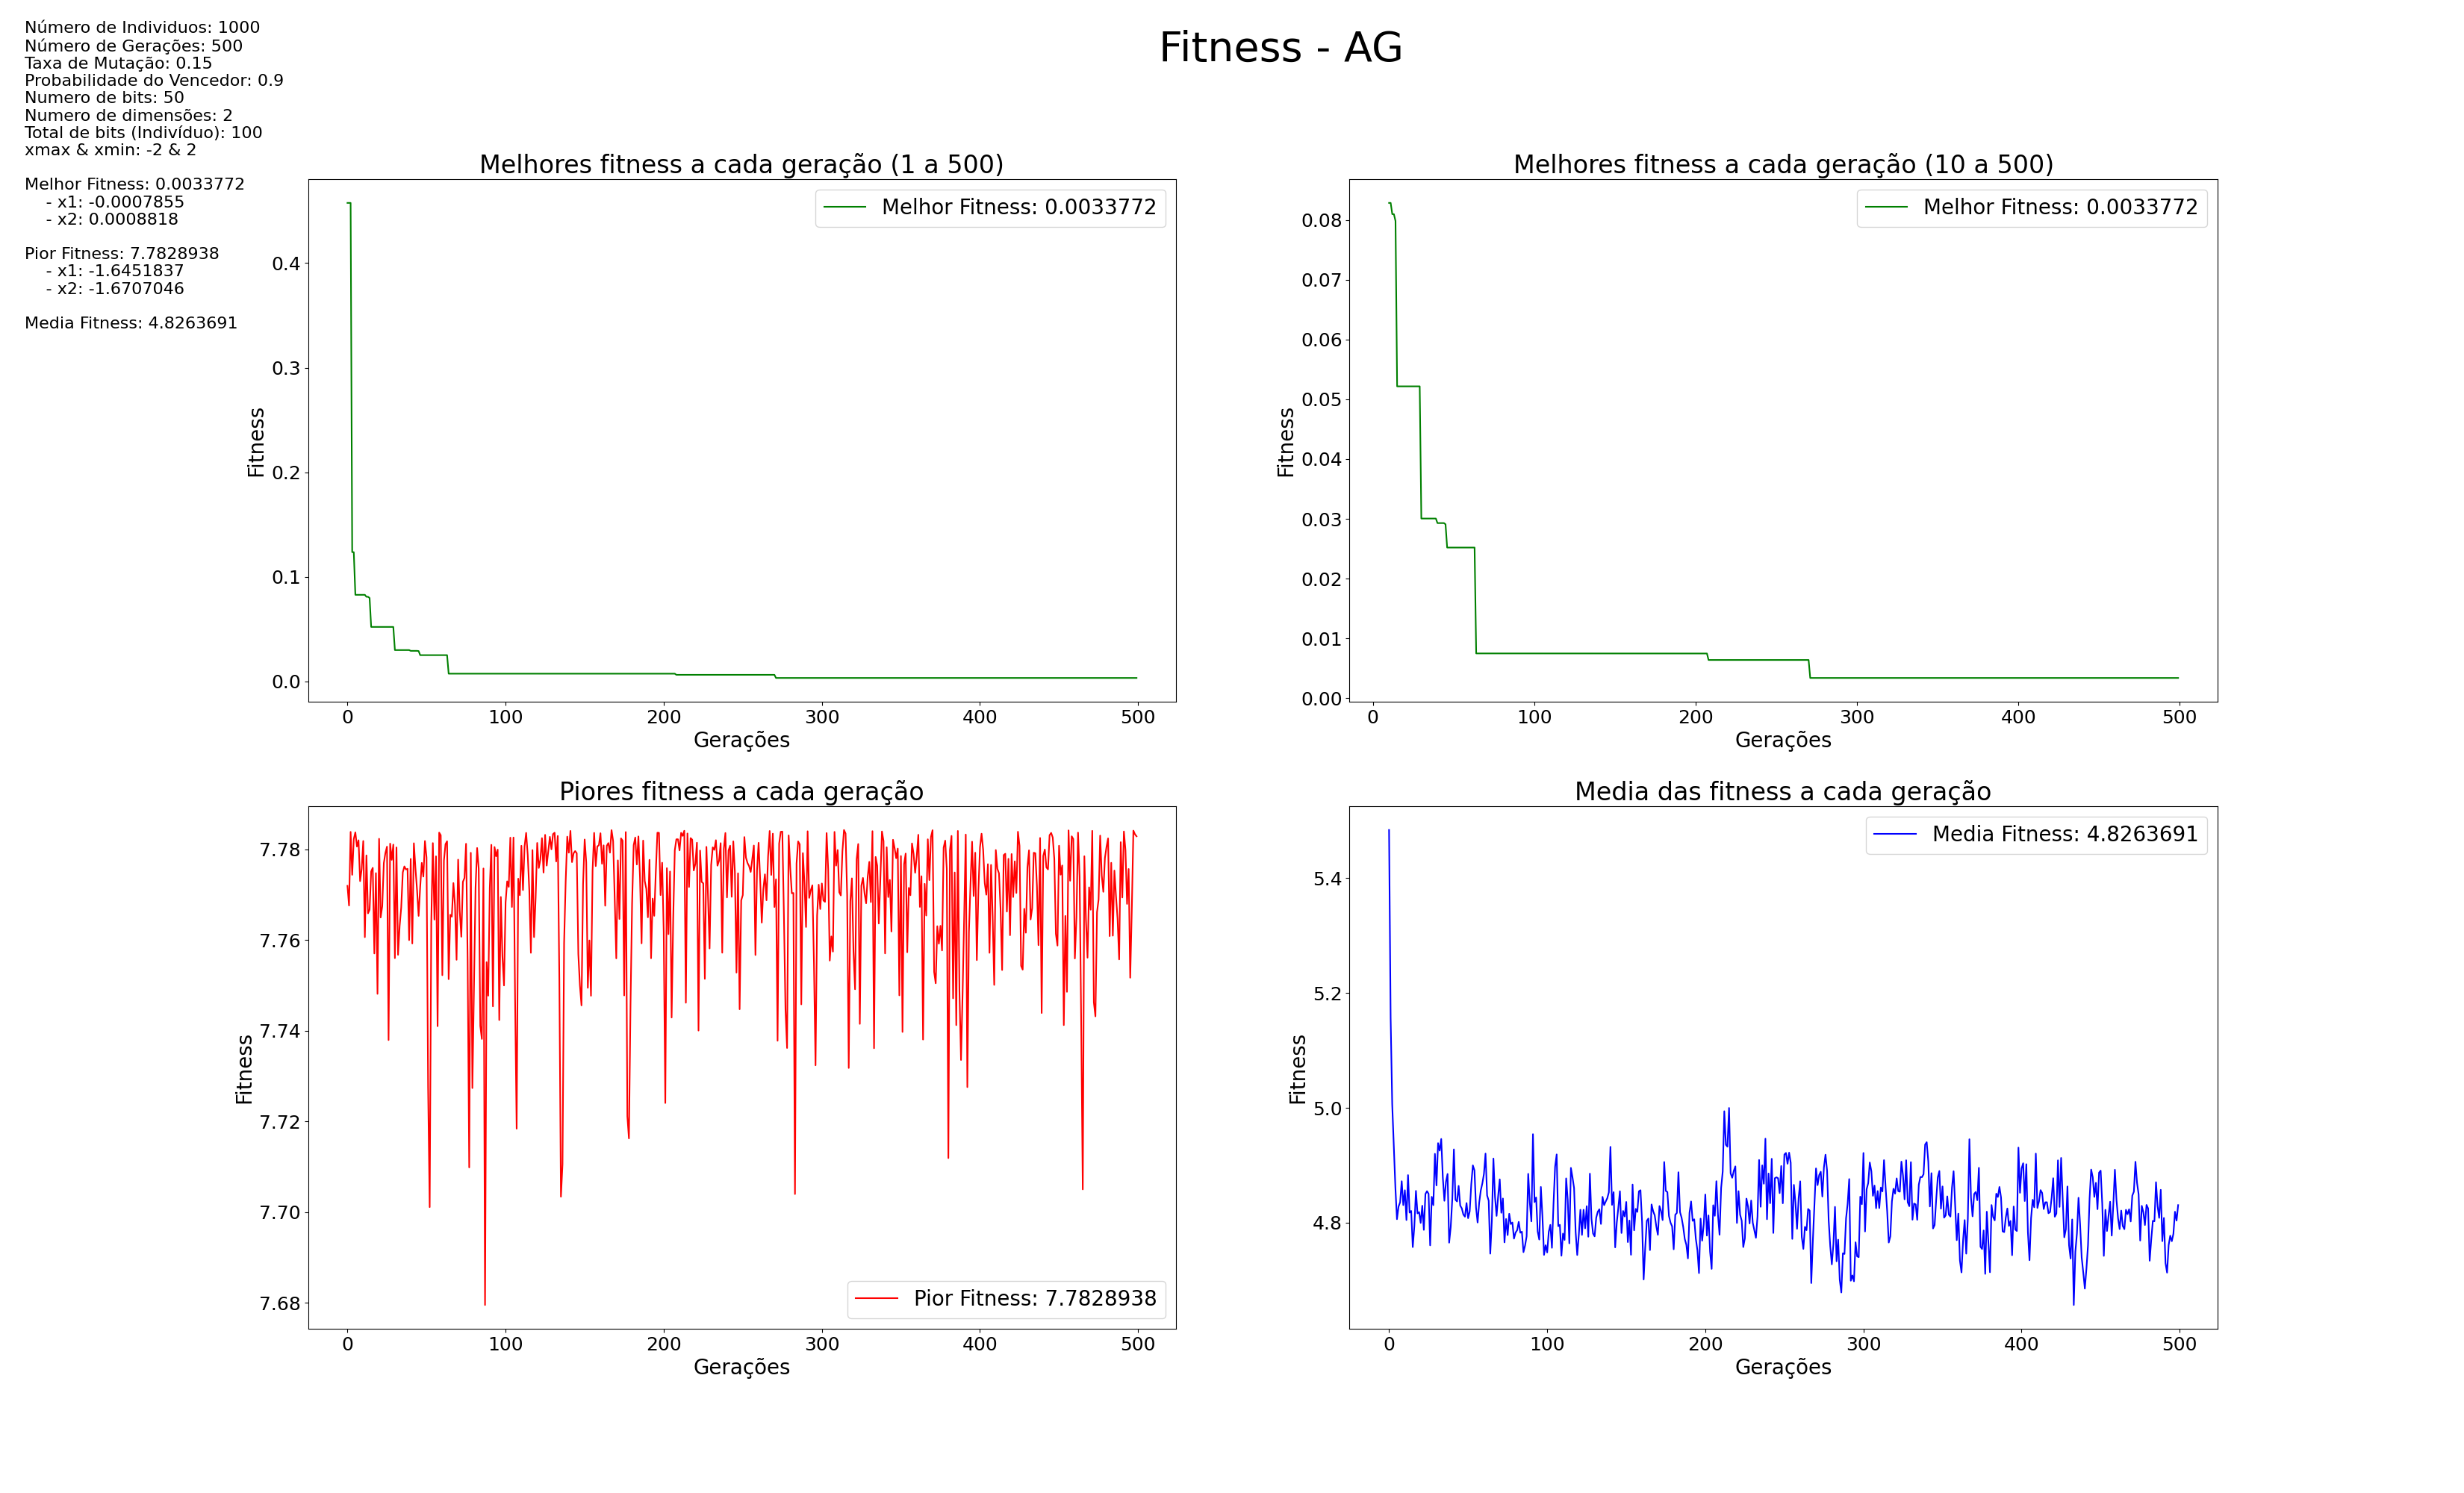 Fitness - AG
Número de Individuos: 1000
Número de Gerações: 500
Taxa de Mutação: 0.15
Probabilidade do Vencedor: 0.9
Numero de bits: 50
Numero de dimensões: 2
Total de bits (Indivíduo): 100
xmax & xmin: -2 & 2
Melhor Fitness: 0.0033772
- x1: -0.0007855
- x2: 0.0008818
Pior Fitness: 7.7828938
- x1: -1.6451837
- x2: -1.6707046
Media Fitness: 4.8263691
Melhores fitness a cada geração (1 a 500)
Melhor Fitness: 0.0033772
Fitness
0.4
0.3
0.2
0.1
0.0
0 100 200 300 400 500
Gerações
Melhores fitness a cada geração (10 a 500)
Melhor Fitness: 0.0033772
Fitness
0.08
0.07
0.06
0.05
0.04
0.03
0.02
0.01
0.00
0 100 200 300 400 500
Gerações
Piores fitness a cada geração
Fitness
7.78
7.76
7.74
7.72
7.70
7.68
Pior Fitness: 7.7828938
0 100 200 300 400 500
Gerações
Media das fitness a cada geração
Media Fitness: 4.8263691
Fitness
5.4
5.2
5.0
4.8
0 100 200 300 400 500
Gerações